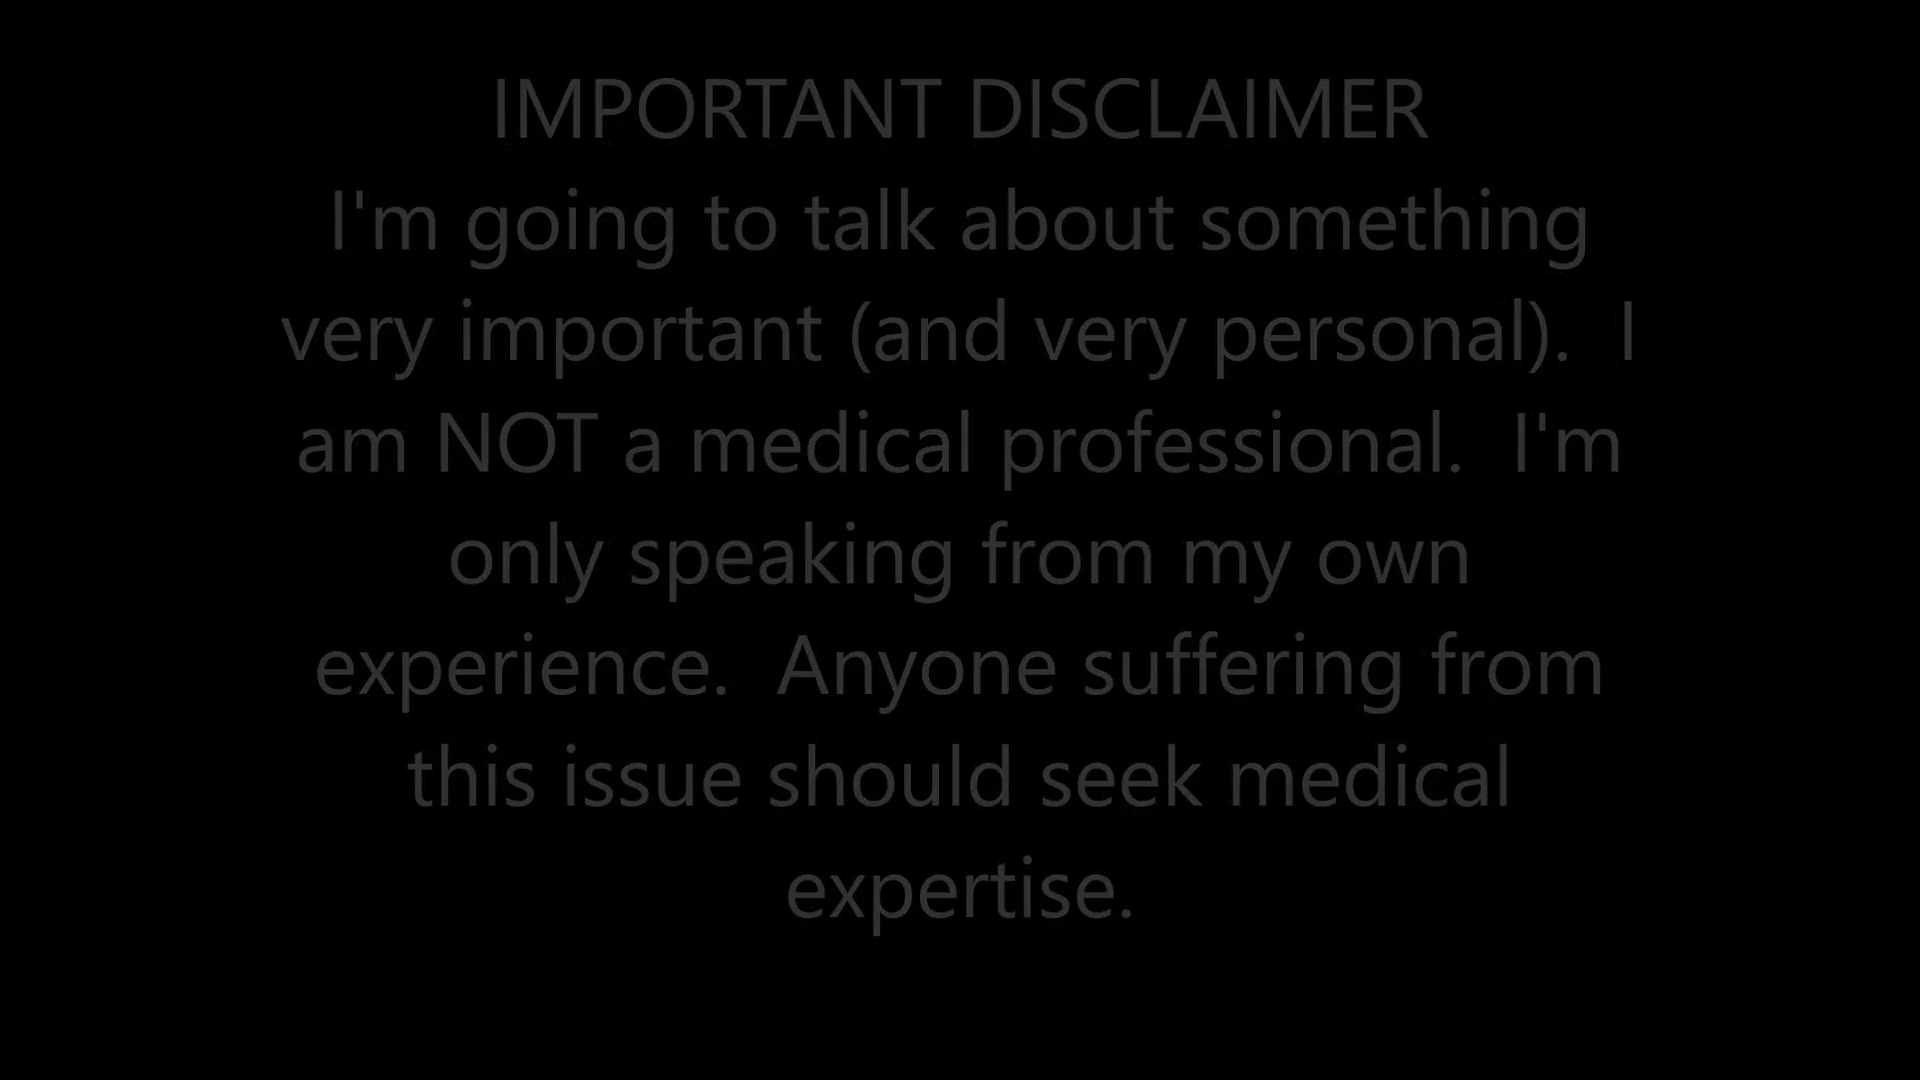 IMPORTANT DISCLAIMER
I'm going to talk about something
very important (and very personal).  I
am NOT a medical professional.  I'm
only speaking from my own
experience.  Anyone suffering from
this issue should seek medical
expertise.